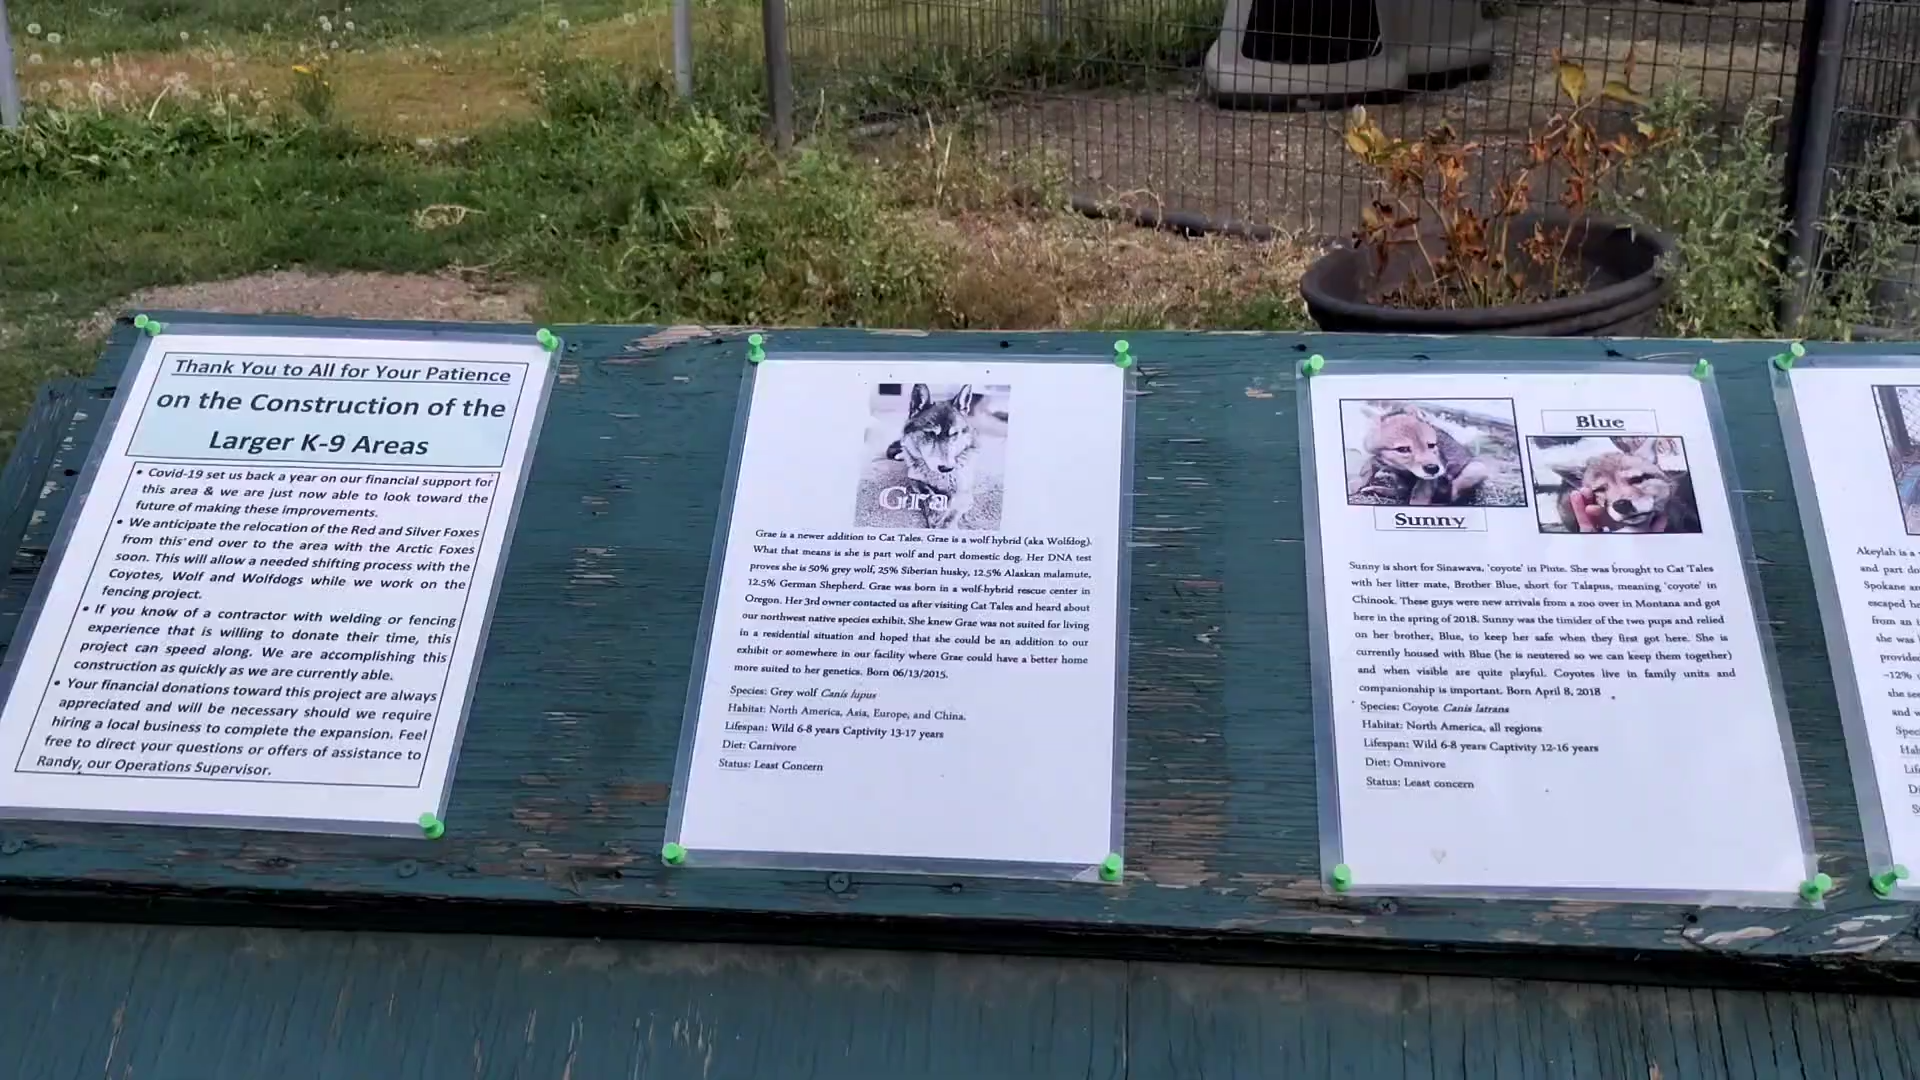 Thank You to All for Your Patience
on the Construction of the
Larger K-9 Areas
• Covid-19 set us back a year on our financial support for
this area & we are just now able to look toward the
future of making these improvements.
• We anticipate the relocation of the Red and Silver Foxes
from this end over to the area with the Arctic Foxes
soon. This will allow a needed shifting process with the
Coyotes, Wolf and Wolfdogs while we work on the
fencing project.
• If you know of a contractor with welding or fencing
experience that is willing to donate their time, this
project can speed along. We are accomplishing this
construction as quickly as we are currently able.
• Your financial donations toward this project are always
appreciated and will be necessary should we require
hiring a local business to complete the expansion. Feel
free to direct your questions or offers of assistance to
Randy, our Operations Supervisor.
Gra
Grae is a newer addition to Cat Tales. Grae is a wolf hybrid (aka Wolfdog).
What that means is she is part wolf and part domestic dog. Her DNA test
proves she is 50% grey wolf, 25% Siberian husky, 12.5% Alaskan malamute,
12.5% German Shepherd. Grae was born in a wolf-hybrid rescue center in
Oregon. Her 3rd owner contacted us after visiting Cat Tales and heard about
our northwest native species exhibit. She knew Grae was not suited for living
in a residential situation and hoped that she could be an addition to our
exhibit or somewhere in our facility where Grae could have a better home
more suited to her genetics. Born 06/13/2015.
Species: Grey wolf Canis lupus
Habitat: North America, Asia, Europe, and China.
Lifespan: Wild 6-8 years Captivity 13-17 years
Diet: Carnivore
Status: Least Concern
Blue
Sunny
Sunny is short for Sinawava, 'coyote' in Piute. She was brought to Cat Tales
with her litter mate, Brother Blue, short for Talapus, meaning 'coyote' in
Chinook. These guys were new arrivals from a zoo over in Montana and got
here in the spring of 2018. Sunny was the timider of the two pups and relied
on her brother, Blue, to keep her safe when they first got here. She is
currently housed with Blue (he is neutered so we can keep them together)
and when visible are quite playful. Coyotes live in family units and
companionship is important. Born April 8, 2018
Species: Coyote Canis latrans
Habitat: North America, all regions
Lifespan: Wild 6-8 years Captivity 12-16 years
Diet: Omnivore
Status: Least concern
Akeylah is a
and part do
Spokane an
escaped he
from an
she was
provide
~12%
she see
and w
Spec
Hab
Life
D
S